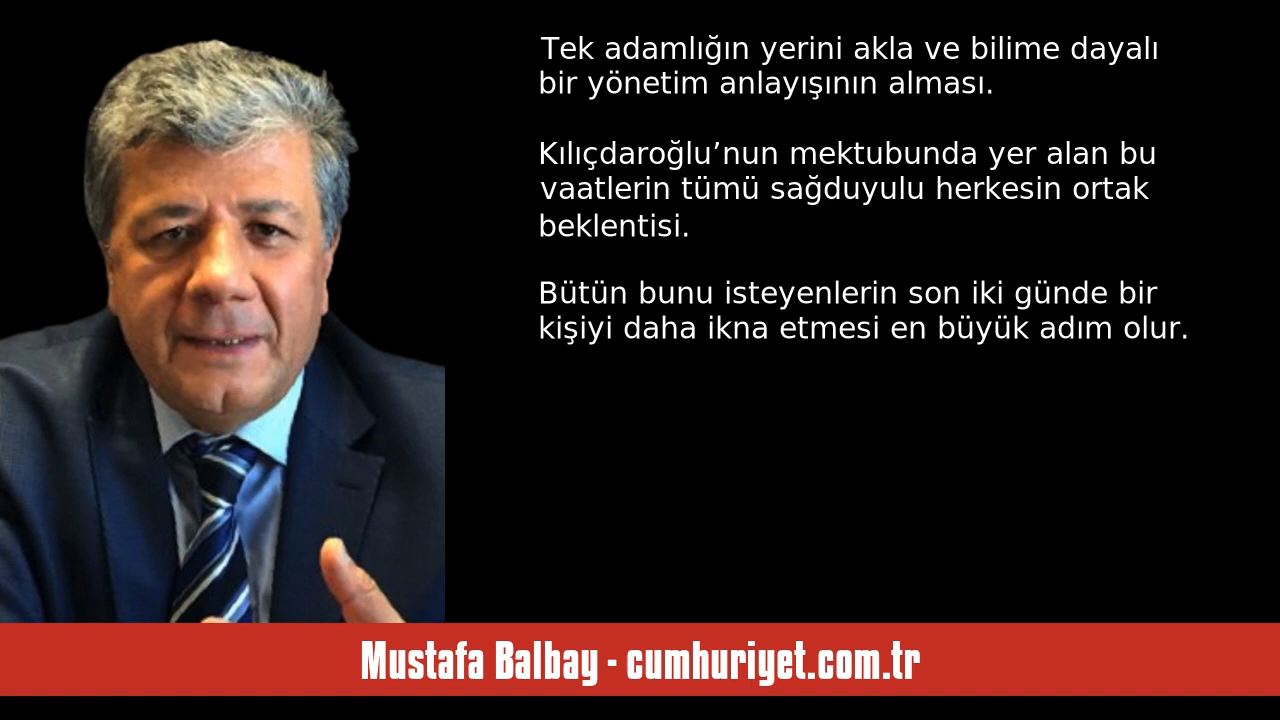 Tek adamlığın yerini akla ve bilime dayalı
bir yönetim anlayışının alması.
Kılıçdaroğlu’nun mektubunda yer alan bu
vaatlerin tümü sağduyulu herkesin ortak
beklentisi.
Bütün bunu isteyenlerin son iki günde bir
kişiyi daha ikna etmesi en büyük adım olur.
Mustafa Balbay - cumhuriyet.com.tr